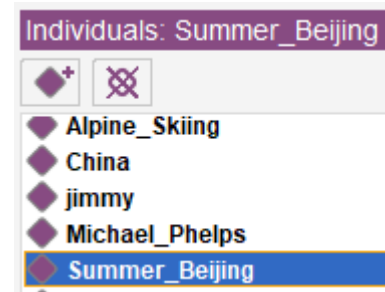 Individuals: Summer_Beijing
Alpine_Skiing
China
jimmy
Michael_Phelps
Summer_Beijing